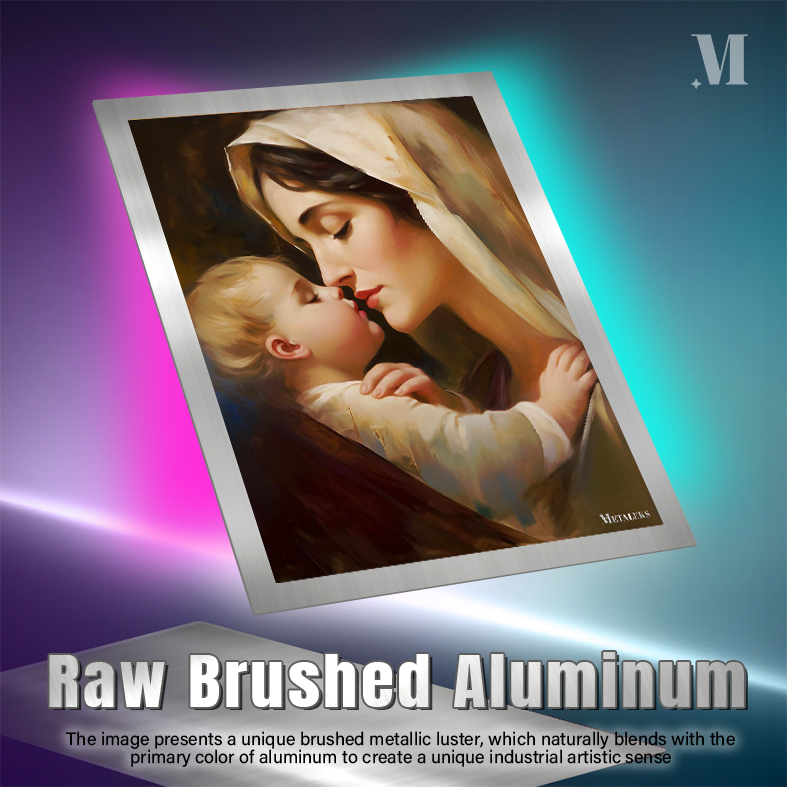 M
METALEKS
Raw Brushed Aluminum
The image presents a unique brushed metallic luster, which naturally blends with the
primary color of aluminum to create a unique industrial artistic sense